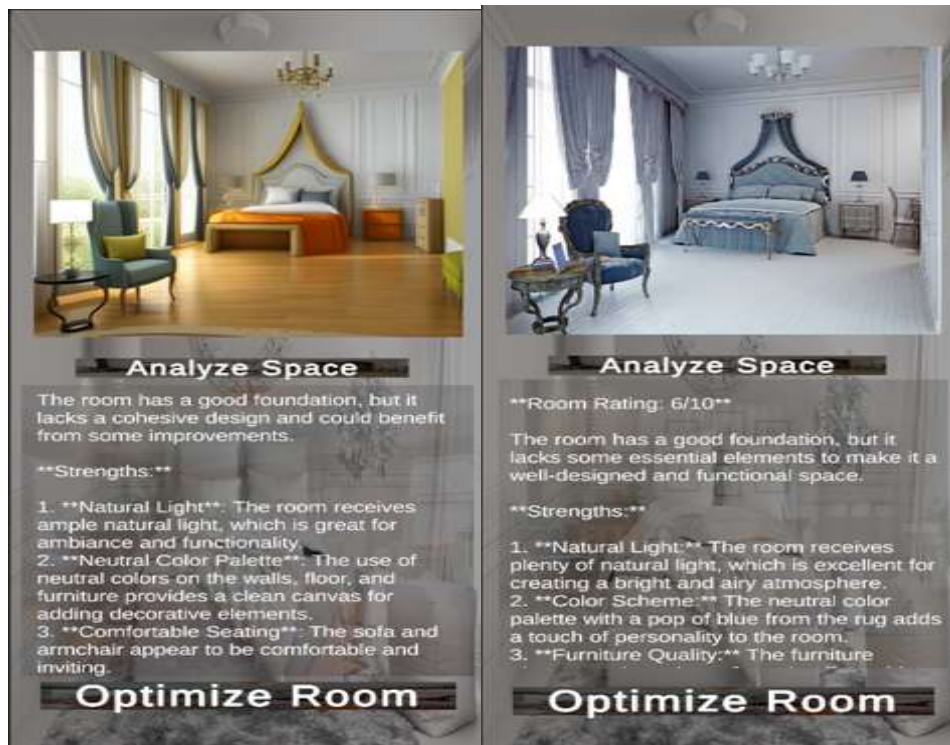 Analyze Space
The room has a good foundation, but it
lacks a cohesive design and could benefit
from some improvements.
**Strengths:**
1. **Natural Light**: The room receives
ample natural light, which is great for
ambiance and functionality.
2. **Neutral Color Palette**: The use of
neutral colors on the walls, floor, and
furniture provides a clean canvas for
adding decorative elements.
3. **Comfortable Seating**: The sofa and
armchair appear to be comfortable and
inviting.
Optimize Room
Analyze Space
**Room Rating: 6/10**
The room has a good foundation, but it
lacks some essential elements to make it a
well-designed and functional space.
**Strengths:**
1. **Natural Light:** The room receives
plenty of natural light, which is excellent for
creating a bright and airy atmosphere.
2. **Color Scheme:** The neutral color
palette with a pop of blue from the rug adds
a touch of personality to the room.
3. **Furniture Quality:** The furniture
Optimize Room